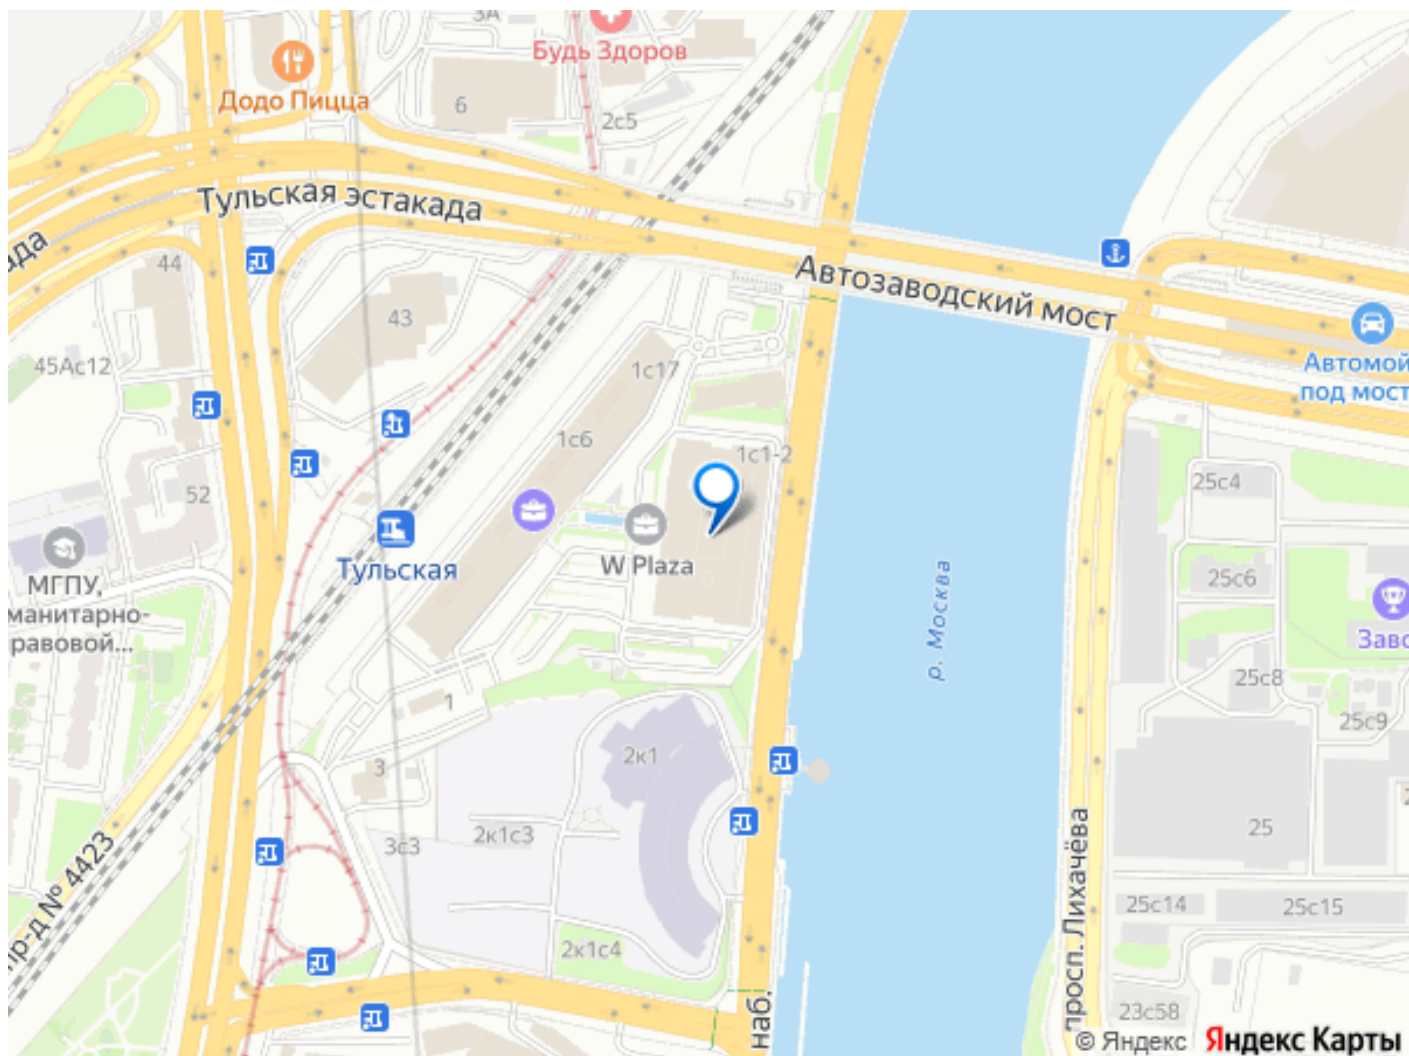 3А
Будь Здоров
Додо Пицца
6
2с5
Тульская эстакада
ада
44
Автозаводский мост
43
45Ас12
1с17
Автомой
под мост
1с6
1с1-2
25с4
52
W Plaza
Тульская
МГПУ,
манитарно-
равовой...
25с6
р. Москва
Заво
25с8
1
25с9
2к1
3
25
2к1с3
3с3
пр-д № 4423
просп. Лихачёва
25с14
25с15
2к1с4
наб.
23с58
© Яндекс Яндекс Карты